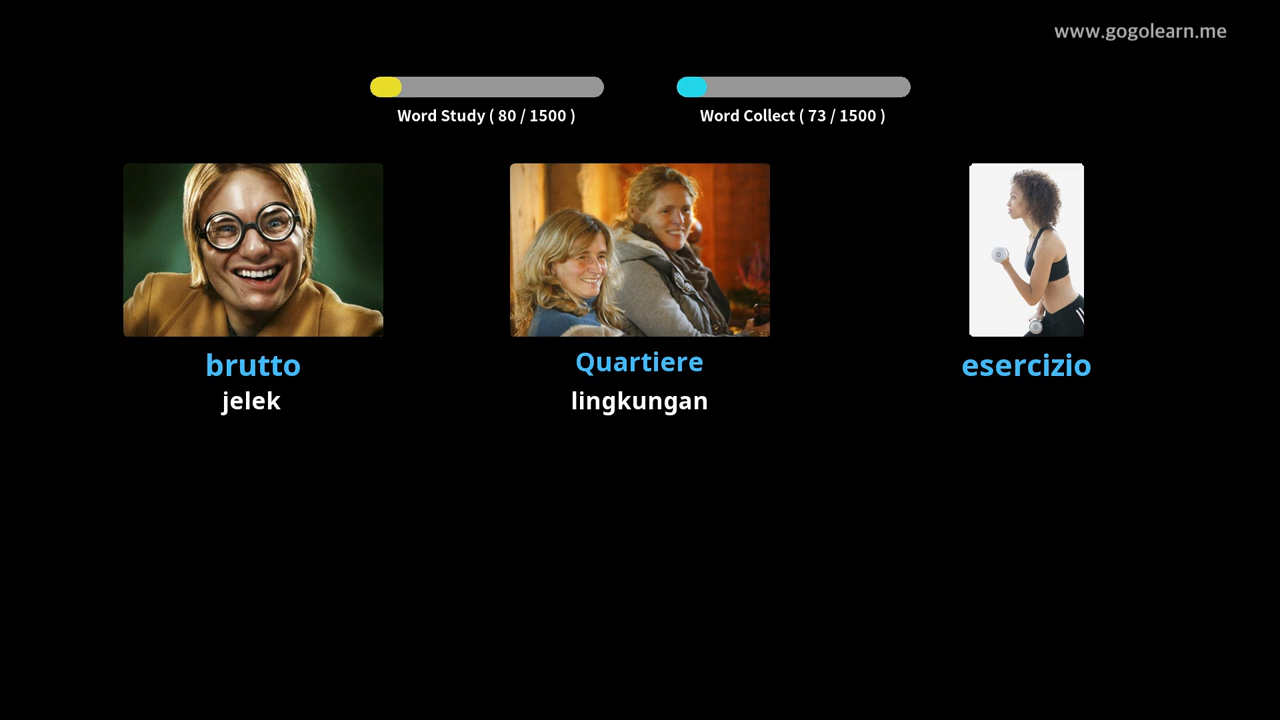 www.gogolearn.me
Word Study ( 80 / 1500 )
Word Collect ( 73 / 1500 )
brutto
jelek
Quartiere
lingkungan
esercizio